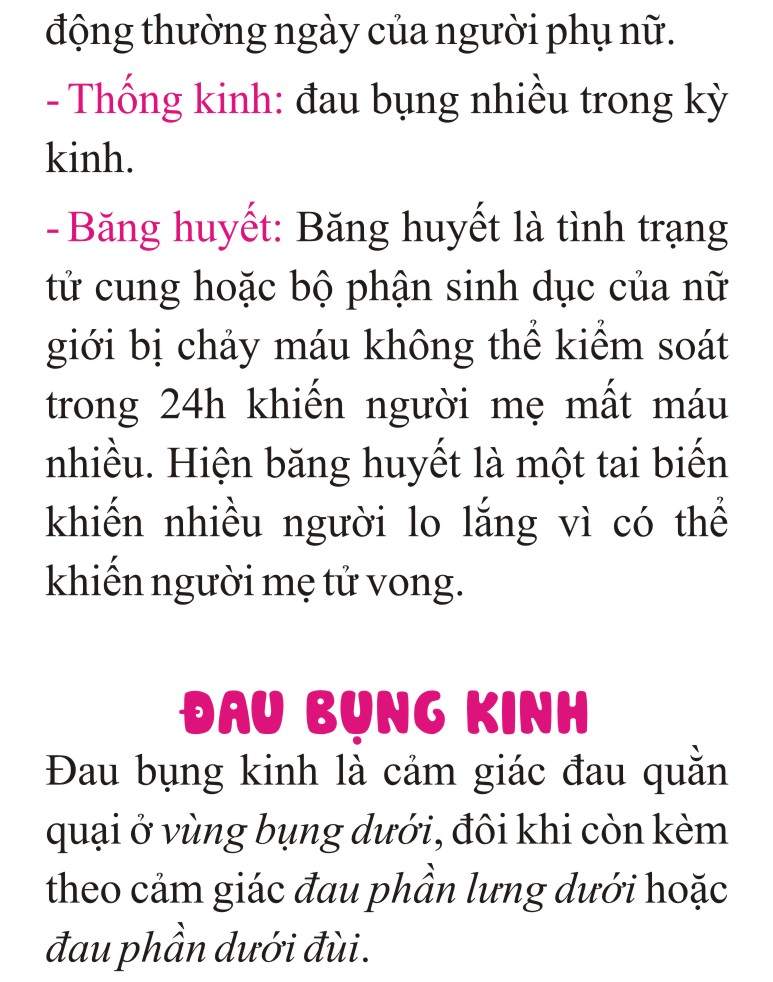 động thường ngày của người phụ nữ.
- Thống kinh: đau bụng nhiều trong kỳ
kinh.
- Băng huyết: Băng huyết là tình trạng
tử cung hoặc bộ phận sinh dục của nữ
giới bị chảy máu không thể kiểm soát
trong 24h khiến người mẹ mất máu
nhiều. Hiện băng huyết là một tai biến
khiến nhiều người lo lắng vì có thể
khiến người mẹ tử vong.
ĐAU BỤNG KINH
Đau bụng kinh là cảm giác đau quằn
quại ở vùng bụng dưới, đôi khi còn kèm
theo cảm giác đau phần lưng dưới hoặc
đau phần dưới đùi.